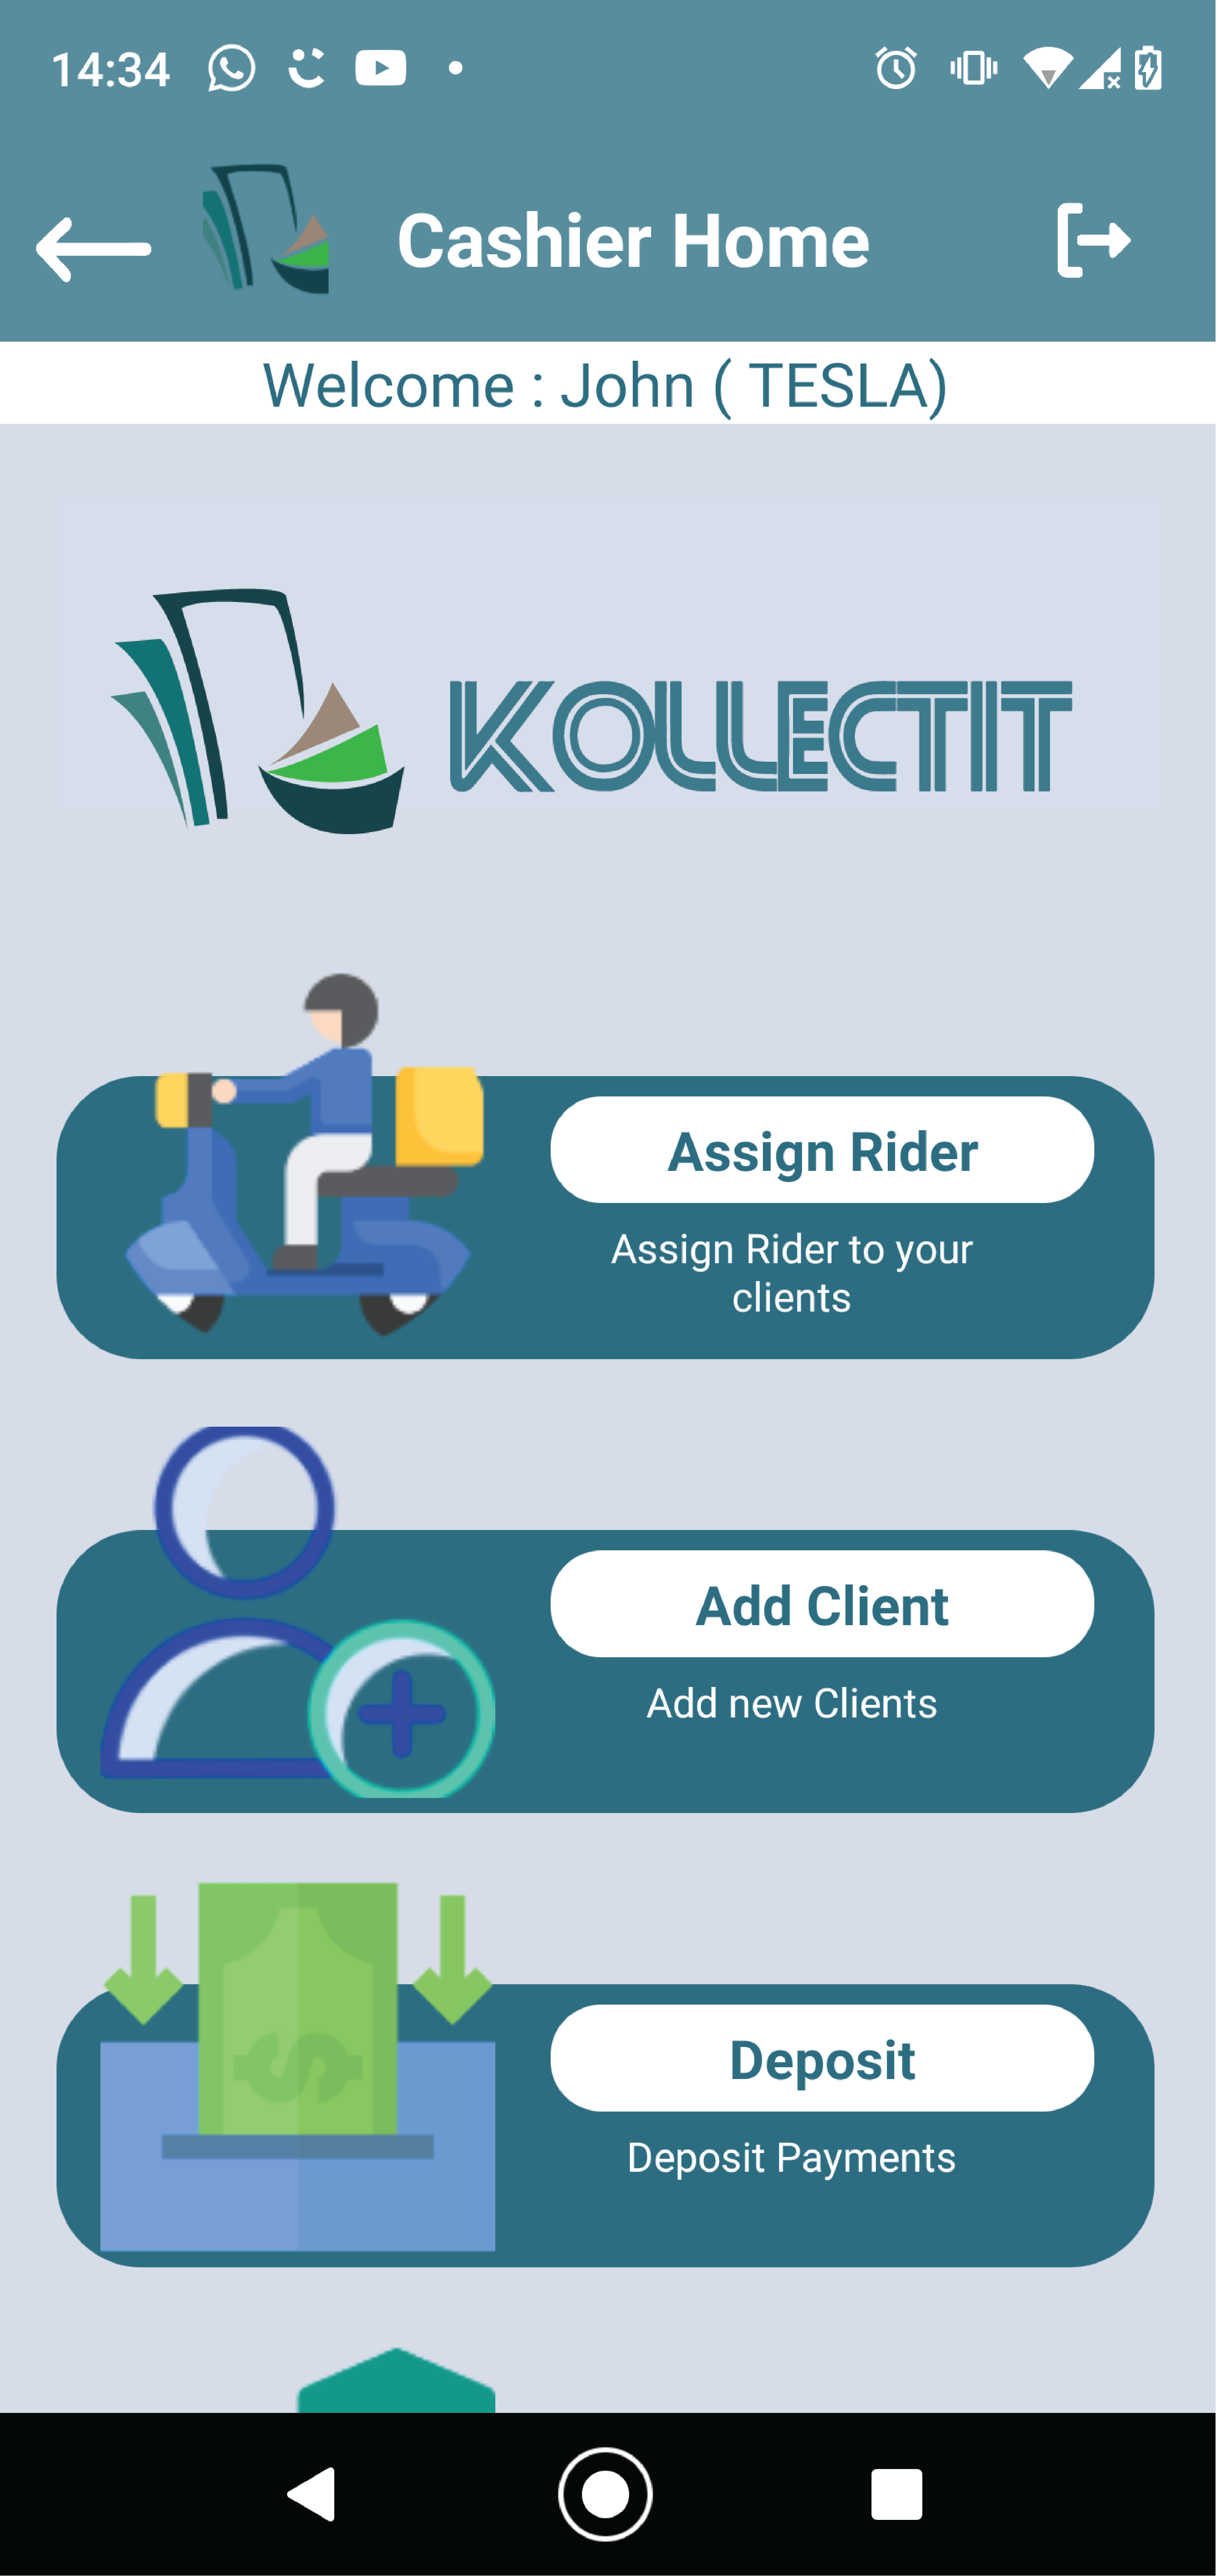 14:34
Cashier Home
Welcome : John ( TESLA)
KOLLECTIT
Assign Rider
Assign Rider to your
clients
Add Client
Add new Clients
$
Deposit
Deposit Payments